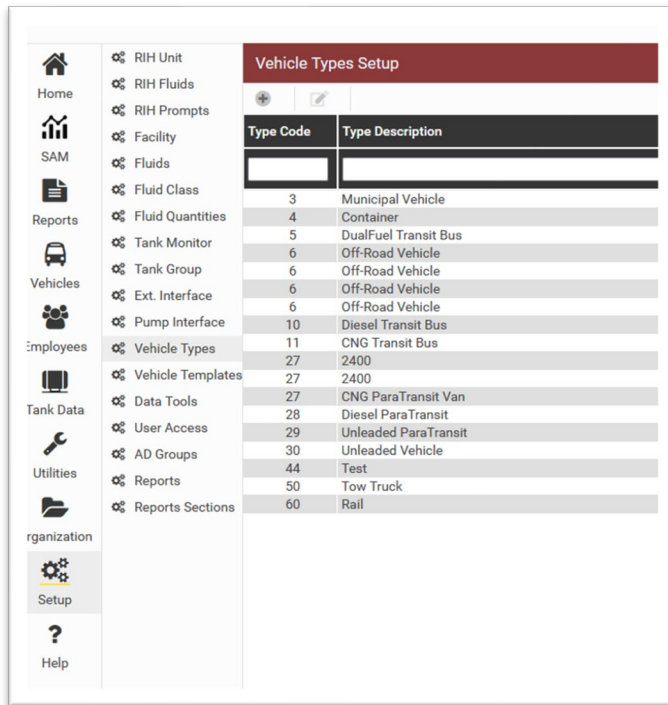 Home
SAM
Reports
Vehicles
Employees
Tank Data
Utilities
rganization
Setup
Help
RIH Unit
RIH Fluids
RIH Prompts
Facility
Fluids
Fluid Class
Fluid Quantities
Tank Monitor
Tank Group
Ext. Interface
Pump Interface
Vehicle Types
Vehicle Templates
Data Tools
User Access
AD Groups
Reports
Reports Sections
Vehicle Types Setup
Type Code Type Description
3 Municipal Vehicle
4 Container
5 DualFuel Transit Bus
6 Off-Road Vehicle
6 Off-Road Vehicle
6 Off-Road Vehicle
6 Off-Road Vehicle
10 Diesel Transit Bus
11 CNG Transit Bus
27 2400
27 2400
27 CNG ParaTransit Van
28 Diesel ParaTransit
29 Unleaded ParaTransit
30 Unleaded Vehicle
44 Test
50 Tow Truck
60 Rail